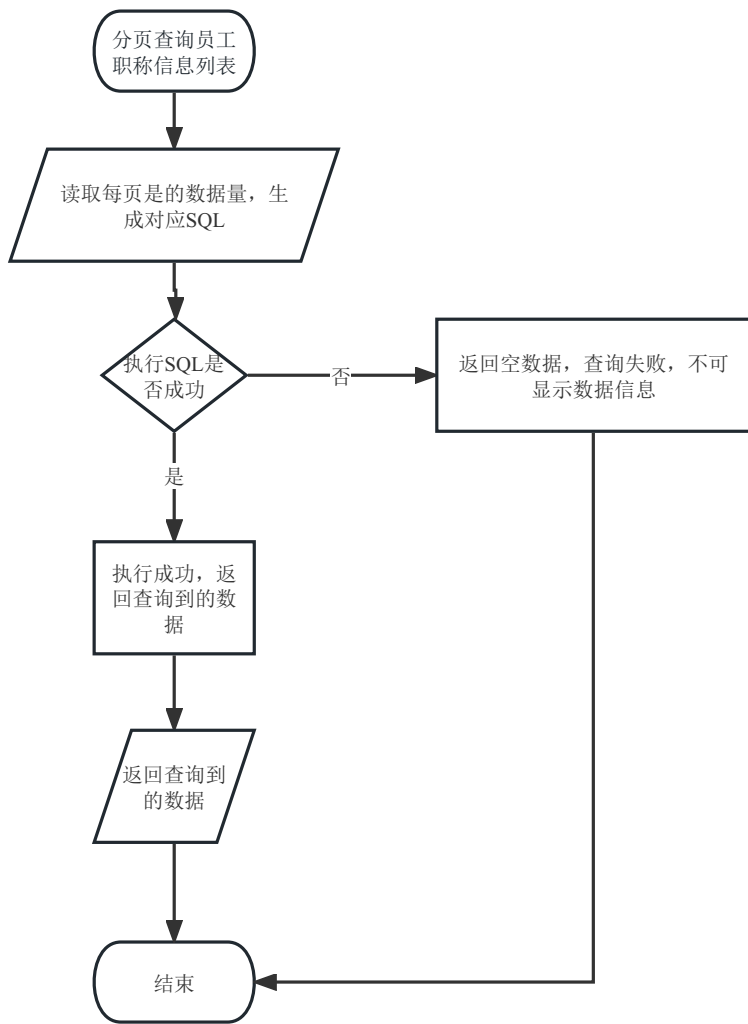 分页查询员工
职称信息列表
读取每页是的数据量，生
成对应SQL
执行SQL是
否成功
否
返回空数据，查询失败，不可
显示数据信息
是
执行成功，返
回查询到的数
据
返回查询到
的数据
结束